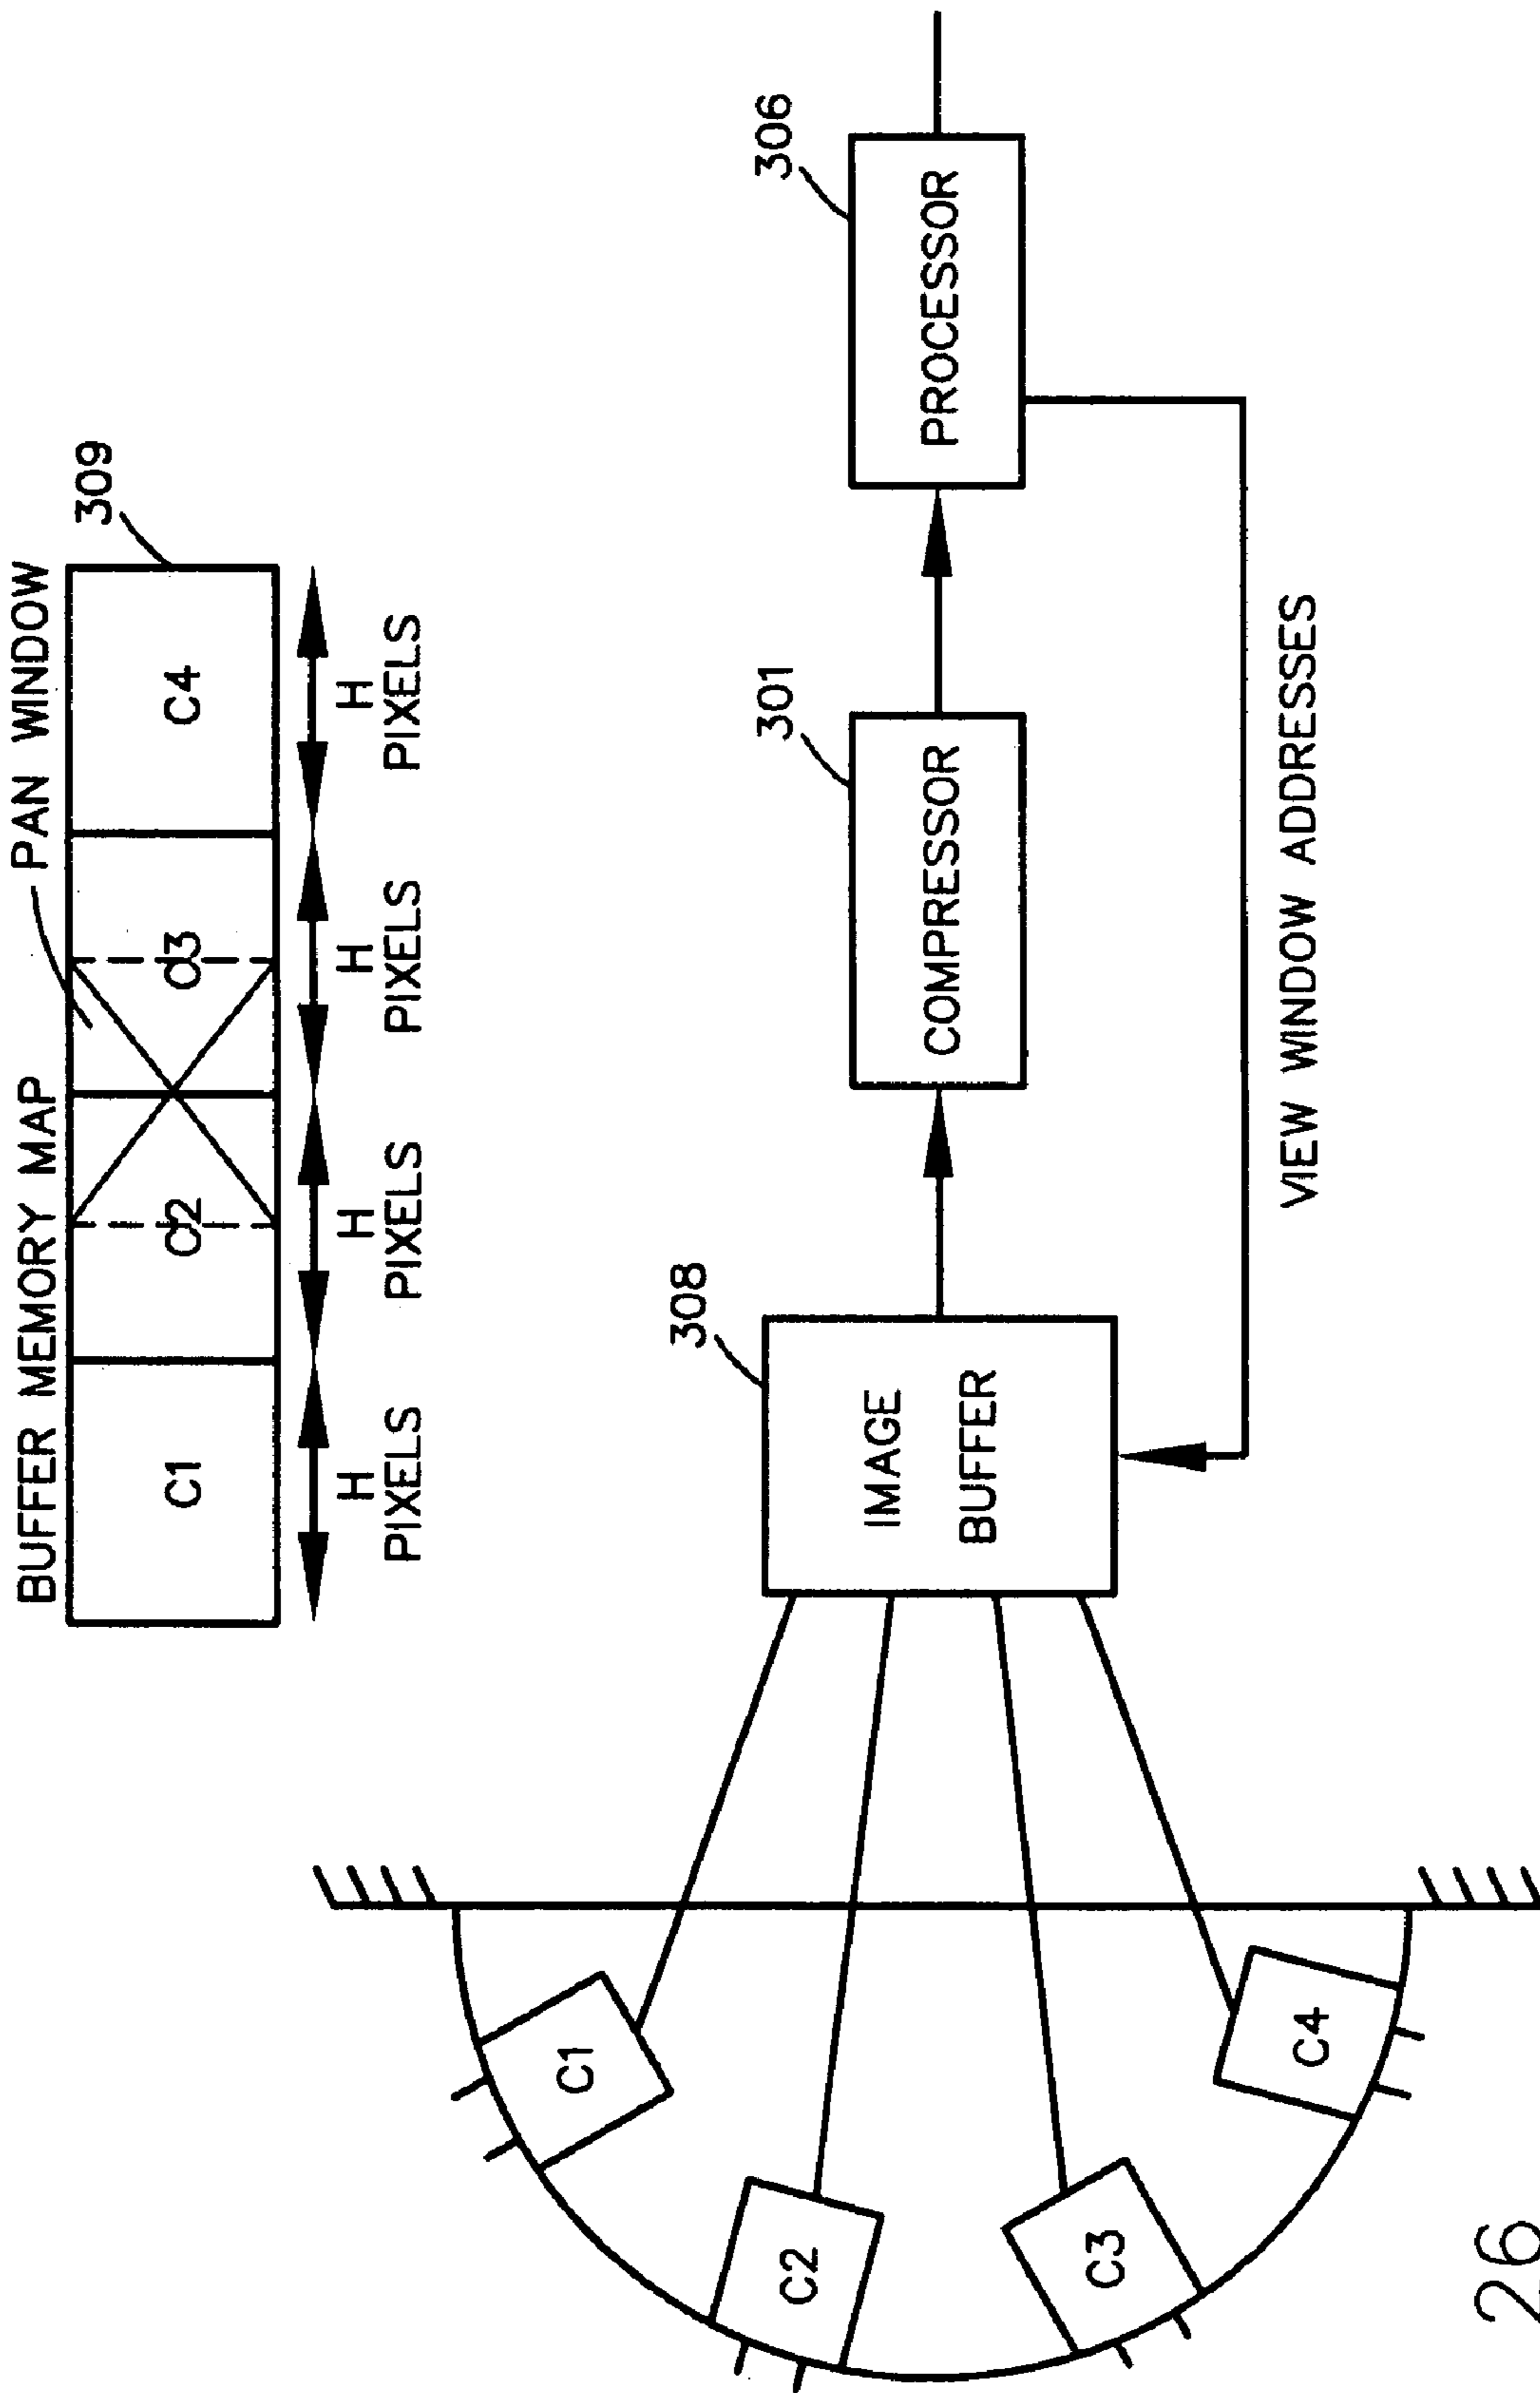 BUFFER MEMORY MAP
PAN WINDOW
309
C1
C2
C3
C4
H
PIXELS
H
PIXELS
H
PIXELS
H
PIXELS
C1
C2
C3
C4
308
IMAGE
BUFFER
301
COMPRESSOR
306
PROCESSOR
VIEW WINDOW ADDRESSES
26